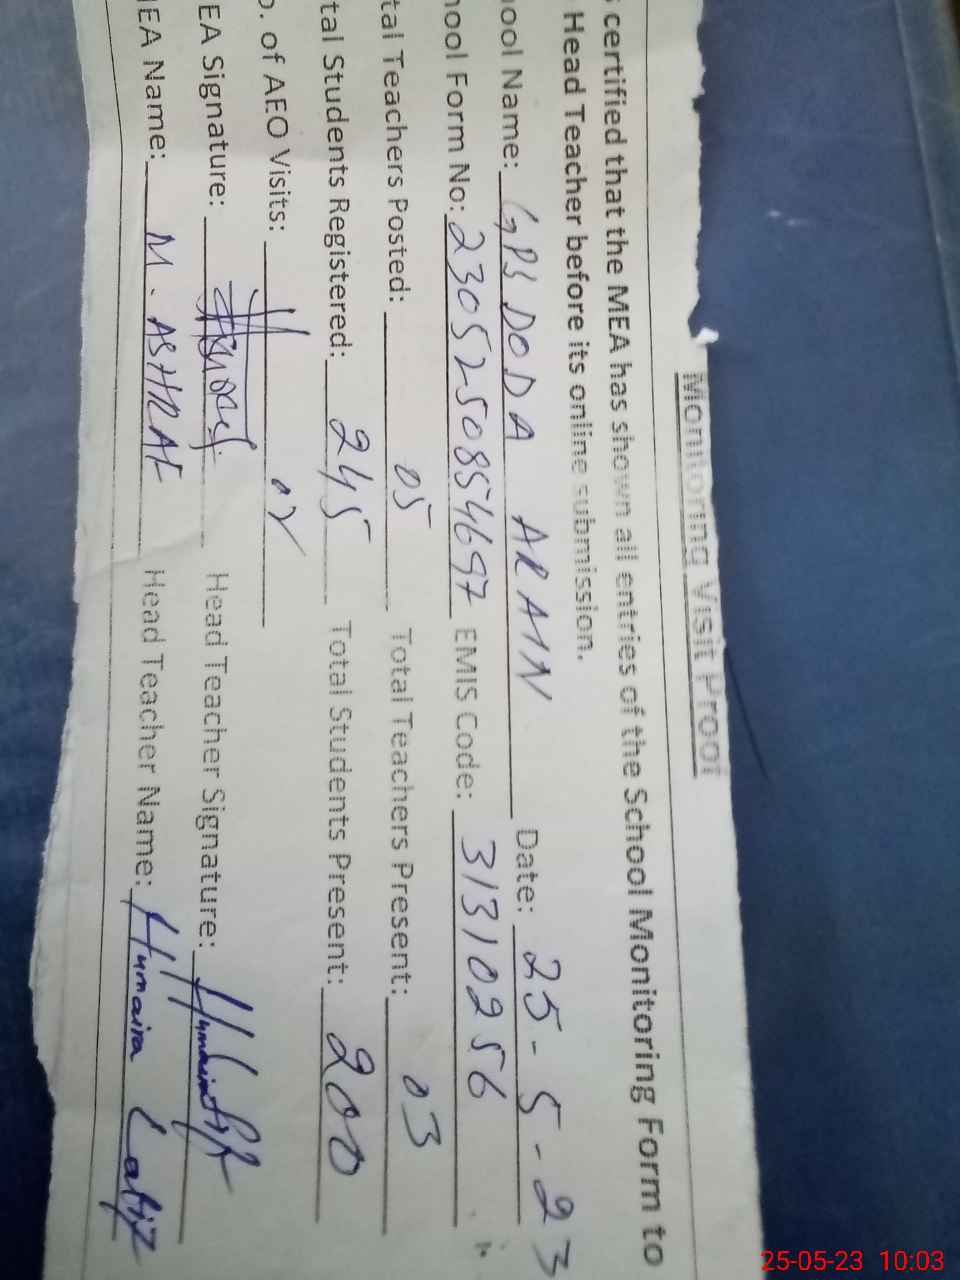 Monitoring Visit Proof
certified that the MEA has shown all entries of the School Monitoring Form to
Head Teacher before its online submission.
ool Name: GPS DODA ARAIN Date: 25-5-23
hool Form No: 2305250854697 EMIS Code: 31310256
tal Teachers Posted: 05 Total Teachers Present: 03
tal Students Registered: 245 Total Students Present: 200
o. of AEO Visits: 02
EA Signature: Head Teacher Signature:
EA Name: M. ASHRAF Head Teacher Name: Humaira
25-05-23 10:03